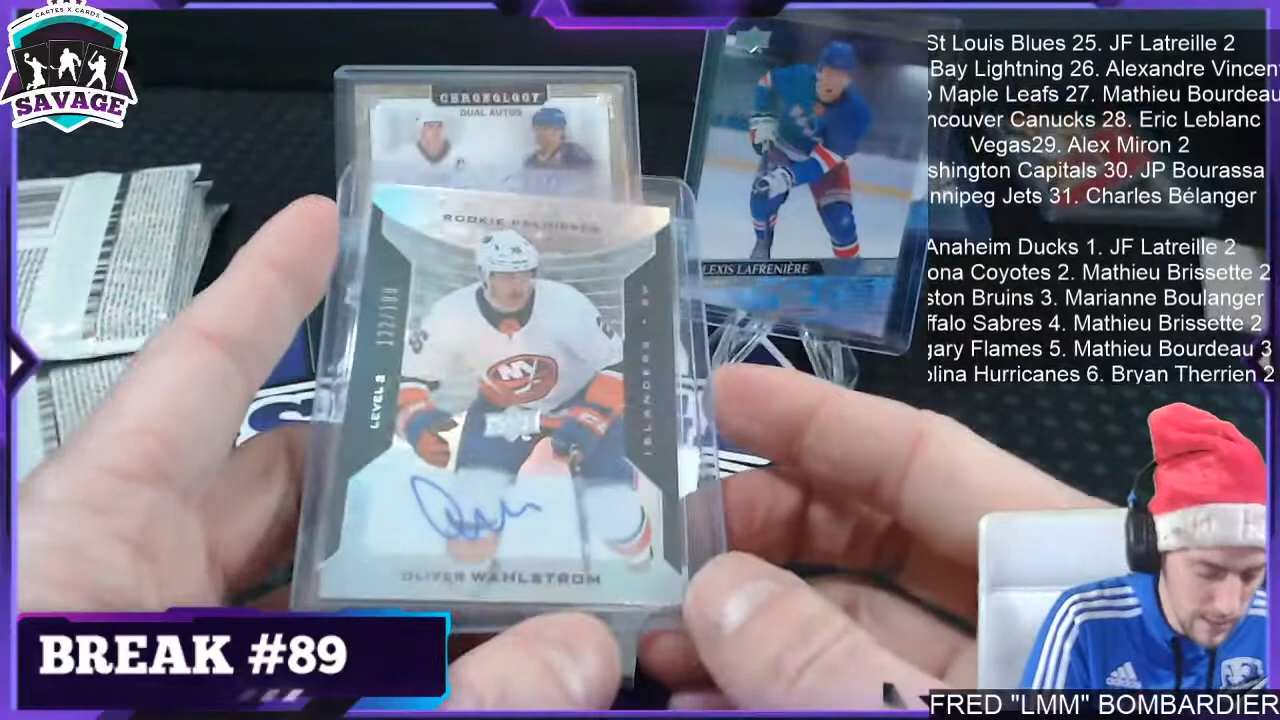 CARTES X CARDS
SAVAGE
CHRONOLOGY
DUAL AUTOS
ROOKIE PREMIERES
LEVEL 2
122/199
ISLANDERS
OLIVER WAHLSTROM
LEXIS LAFRENIÈRE
St Louis Blues 25. JF Latreille 2
Bay Lightning 26. Alexandre Vincen
o Maple Leafs 27. Mathieu Bourdeau
ncouver Canucks 28. Eric Leblanc
Vegas29. Alex Miron 2
shington Capitals 30. JP Bourassa
nnipeg Jets 31. Charles Bélanger
Anaheim Ducks 1. JF Latreille 2
ona Coyotes 2. Mathieu Brissette 2
ston Bruins 3. Marianne Boulanger
ffalo Sabres 4. Mathieu Brissette 2
gary Flames 5. Mathieu Bourdeau 3
olina Hurricanes 6. Bryan Therrien 2
BREAK #89
FRED "LMM" BOMBARDIER